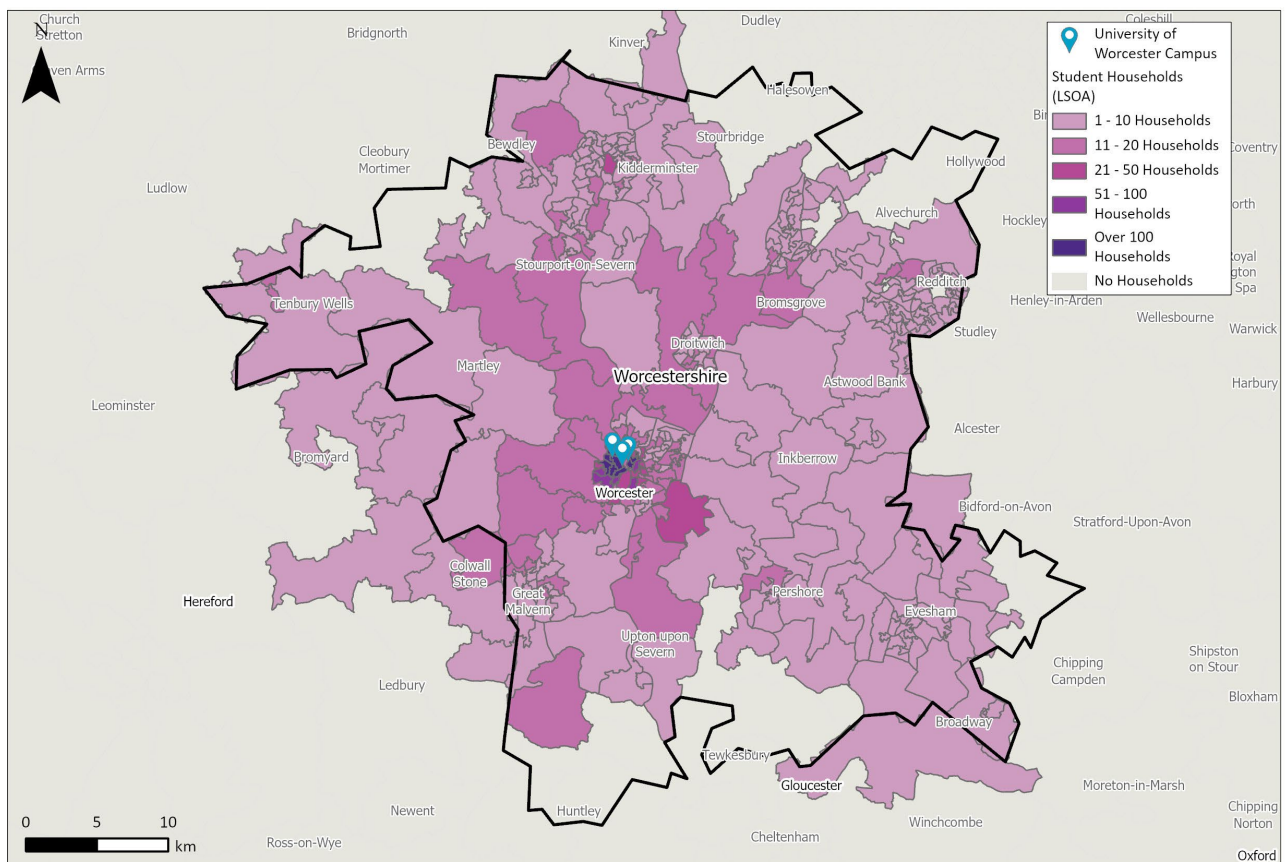 Church
Stretton
N
Bridgnorth
Dudley
Coleshill
Kinver
even Arms
Halesowen
Stourbridge
Bewdley
Cleobury
Mortimer
Kidderminster
Hollywood
Coventry
Ludlow
Alvechurch
Hockley
orth
Stourport-On-Severn
Redditch
Royal
gton
Spa
Tenbury Wells
Bromsgrove
Henley-in-Arden
Wellesbourne
Studley
Warwick
Droitwich
Martley
Worcestershire
Astwood Bank
Harbury
Leominster
Alcester
Bromyard
Inkberrow
Worcester
Bidford-on-Avon
Stratford-Upon-Avon
Colwall
Stone
Great
Malvern
Pershore
Hereford
Evesham
Upton upon
Severn
Shipston
on Stour
Chipping
Campden
Ledbury
Bloxham
Broadway
Tewkesbury
Gloucester
Moreton-in-Marsh
Newent
Huntley
Winchcombe
Chipping
Norton
Cheltenham
Ross-on-Wye
Oxford
University of
Worcester Campus
Student Households
(LSOA)
1 - 10 Households
11 - 20 Households
21 - 50 Households
51 - 100
Households
Over 100
Households
No Households
0 5 10
km